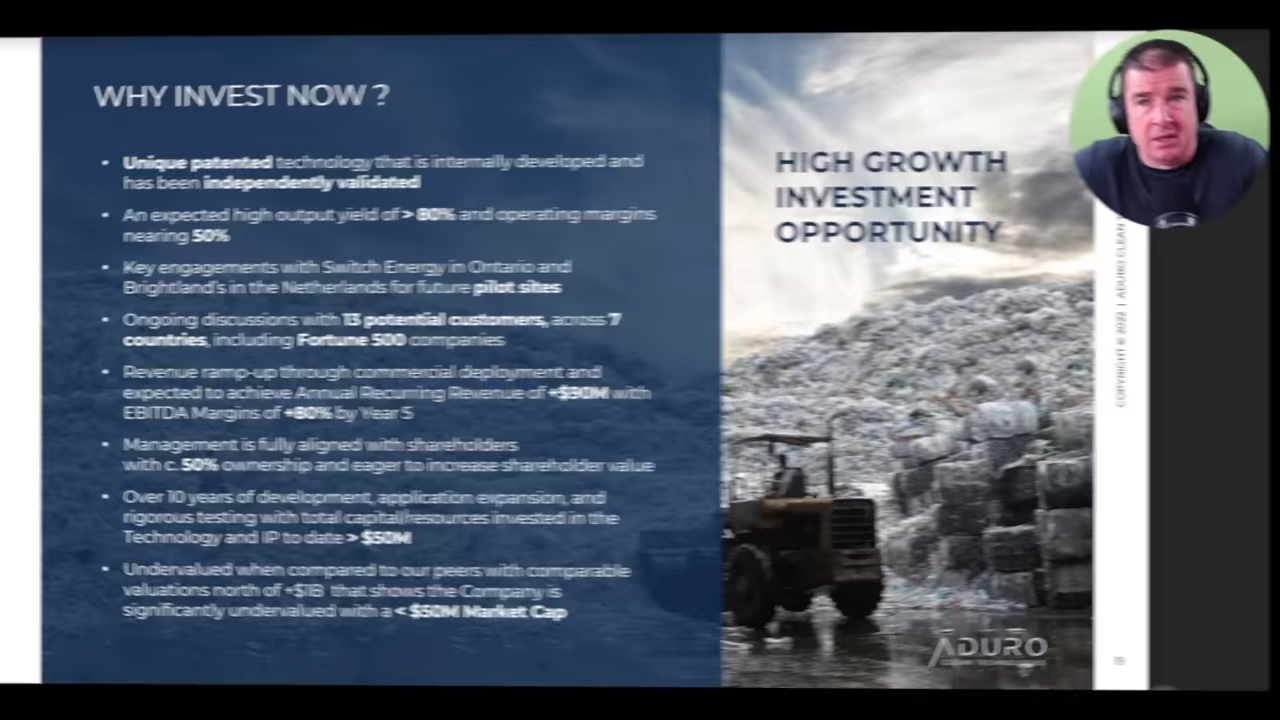 WHY INVEST NOW ?
• Unique patented technology that is internally developed and
has been independently validated
• An expected high output yield of > 80% and operating margins
nearing 50%
• Key engagements with Switch Energy in Ontario and
Brightland's in the Netherlands for future pilot sites
• Ongoing discussions with 13 potential customers, across 7
countries, including Fortune 500 companies
• Revenue ramp-up through commercial deployment and
expected to achieve Annual Recurring Revenue of with
EBITDA Margins of +80% by Year 5
• Management is fully aligned with shareholders
with c. 50% ownership and eager to increase shareholder value
• Over 10 years of development, application expansion, and
rigorous testing with total capital resources invested in the
Technology and IP to date > $50M
• Undervalued when compared to our peers with comparable
valuations north of +$1B that shows the Company is
significantly undervalued with a < $50M Market Cap
HIGH GROWTH
INVESTMENT
OPPORTUNITY
COPYRIGHT © 2022 | ADURO CLEAN
ADURO